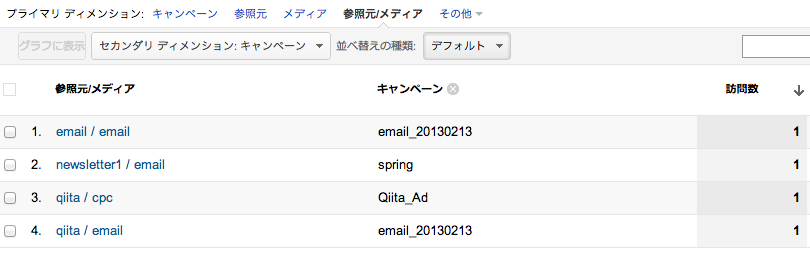 プライマリ ディメンション: キャンペーン 参照元 メディア 参照元/メディア その他
グラフに表示 セカンダリ ディメンション: キャンペーン 並べ替えの種類: デフォルト
参照元/メディア キャンペーン 訪問数
1. email / email email_20130213 1
2. newsletter1 / email spring 1
3. qiita / cpc Qiita_Ad 1
4. qiita / email email_20130213 1